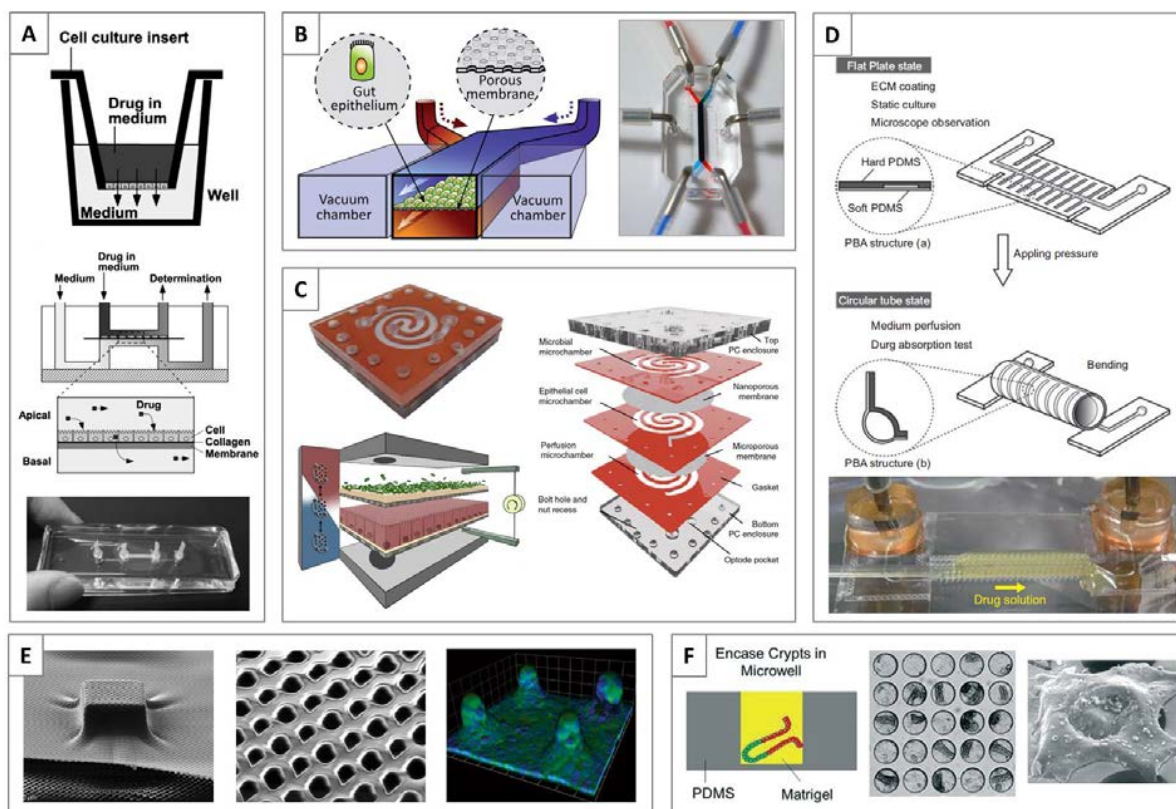 A
Cell culture insert
Drug in
medium
Well
Medium
Drug in
medium
Medium
Determination
Apical
Drug
Cell
Collagen
Membrane
Basal
B
Gut
epithelium
Porous
membrane
Vacuum
chamber
Vacuum
chamber
C
Top
PC enclosure
Microbial
microchamber
Nanoporous
membrane
Epithelial cell
microchamber
Microporous
membrane
Perfusion
microchamber
Gasket
Bolt hole and
nut recess
Bottom
PC enclosure
Optode pocket
D
Flat Plate state
ECM coating
Static culture
Microscope observation
Hard PDMS
Soft PDMS
PBA structure (a)
Appling pressure
Circular tube state
Medium perfusion
Durg absorption test
Bending
PBA structure (b)
Drug solution
E
F
Encase Crypts in
Microwell
PDMS
Matrigel